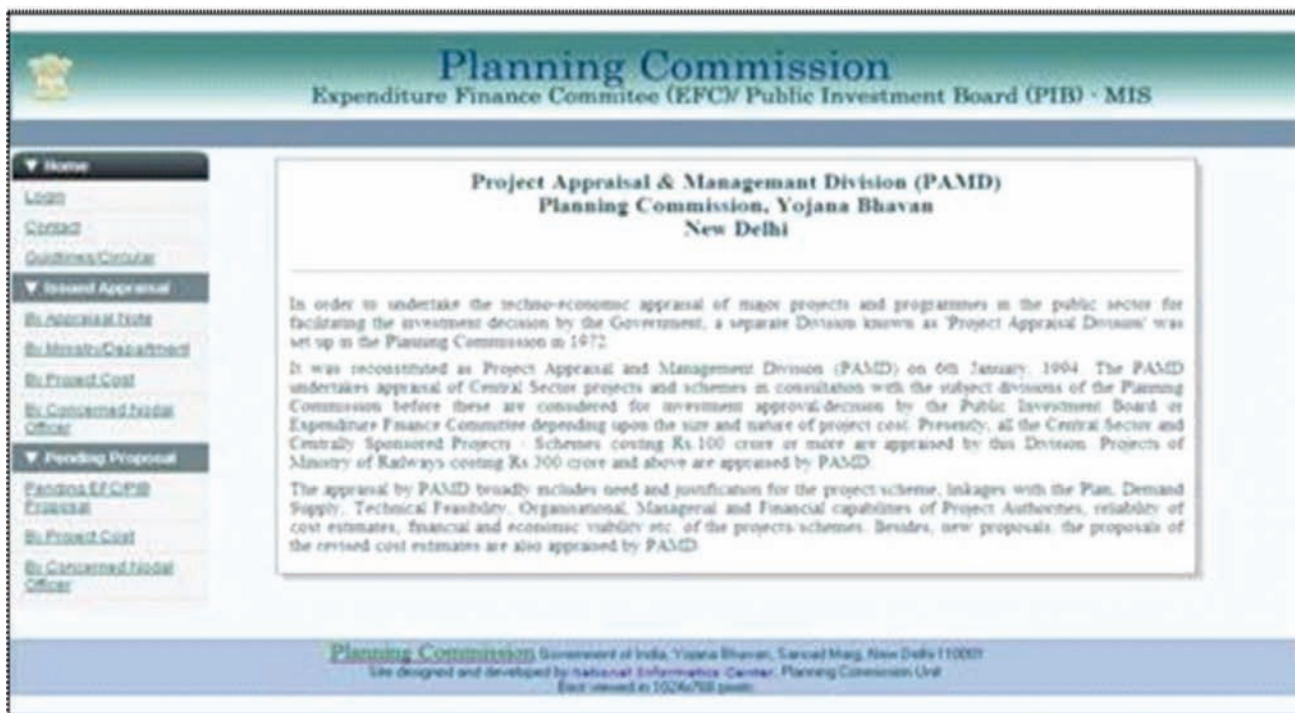 Planning Commission
Expenditure Finance Commitee (EFC)/ Public Investment Board (PIB) - MIS
▼ Home
Login
Contact
Guidlines/Circular
▼ Issued Appraisal
By Appraisal Note
By Ministry/Department
By Project Cost
By Concerned Nodal
Officer
▼ Pending Proposal
Pending EFC/PIB
Proposal
By Project Cost
By Concerned Nodal
Officer
Project Appraisal & Managemant Division (PAMD)
Planning Commission, Yojana Bhavan
New Delhi
In order to undertake the techno-economic appraisal of major projects and programmes in the public sector for
facilitating the investment decision by the Government, a separate Division known as 'Project Appraisal Division' was
set up in the Planning Commission in 1972.
It was reconstituted as Project Appraisal and Management Division (PAMD) on 6th January, 1994. The PAMD
undertakes appraisal of Central Sector projects and schemes in consultation with the subject divisions of the Planning
Commission before these are considered for investment approval/decision by the Public Investment Board or
Expenditure Finance Committee depending upon the size and nature of project cost. Presently, all the Central Sector and
Centrally Sponsored Projects - Schemes costing Rs.100 crore or more are appraised by this Division. Projects of
Ministry of Railways costing Rs 300 crore and above are appraised by PAMD.
The appraisal by PAMD broadly includes need and justification for the project/scheme, linkages with the Plan, Demand
Supply, Technical Feasibility, Organisational, Managerial and Financial capabilities of Project Authorities, reliability of
cost estimates, financial and economic viability etc. of the projects/schemes. Besides, new proposals, the proposals of
the revised cost estimates are also appraised by PAMD.
Planning Commission Government of India, Yojana Bhavan, Sansad Marg, New Delhi 110001
Site designed and developed by National Informatics Center, Planning Commission Unit
Best viewed in 1024x768 pixels